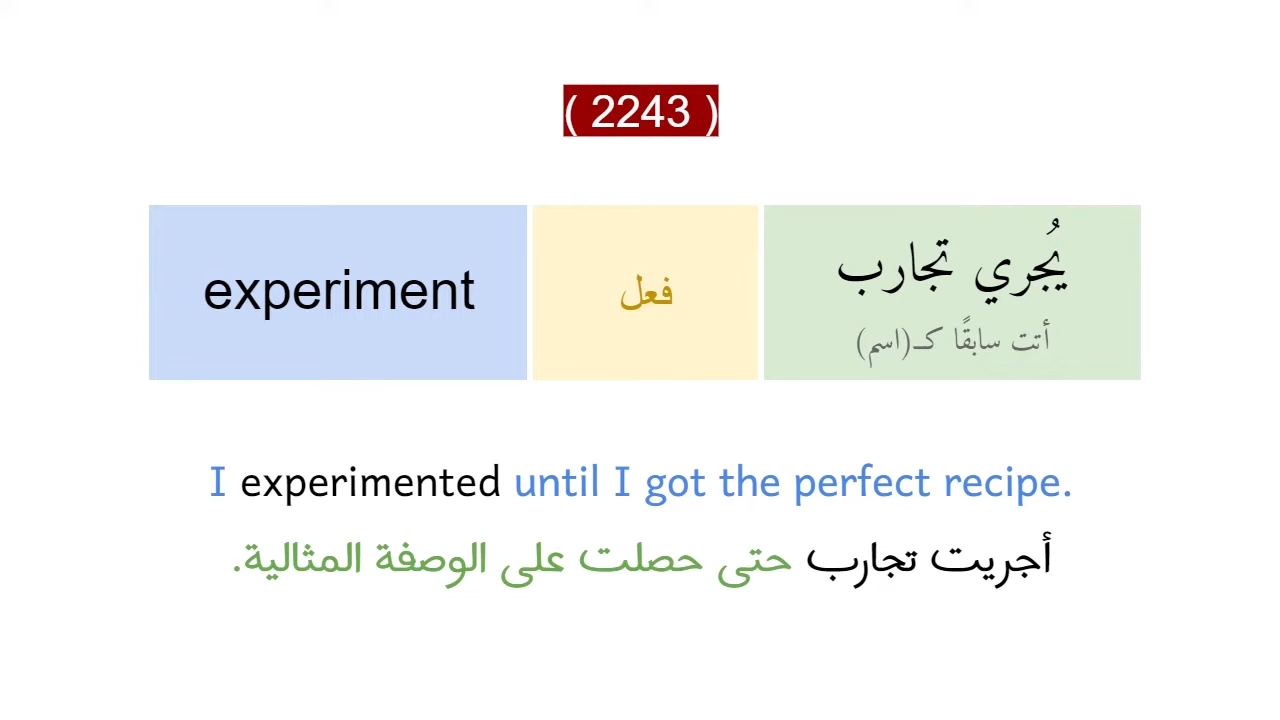 ( 2243 )
experiment
فعل
يُجري تجارب
أتت سابقًا كـ(اسم)
I experimented until I got the perfect recipe.
أجريت تجارب حتى حصلت على الوصفة المثالية.